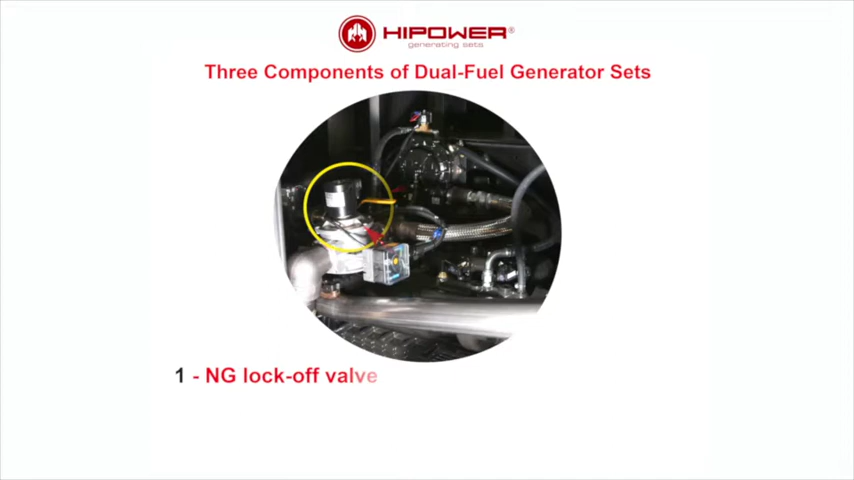 HIPOWER®
generating sets
Three Components of Dual-Fuel Generator Sets
1 - NG lock-off valve